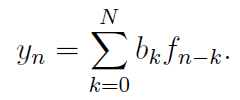 $y_n = \sum_{k=0}^{N} b_k f_{n-k}.$